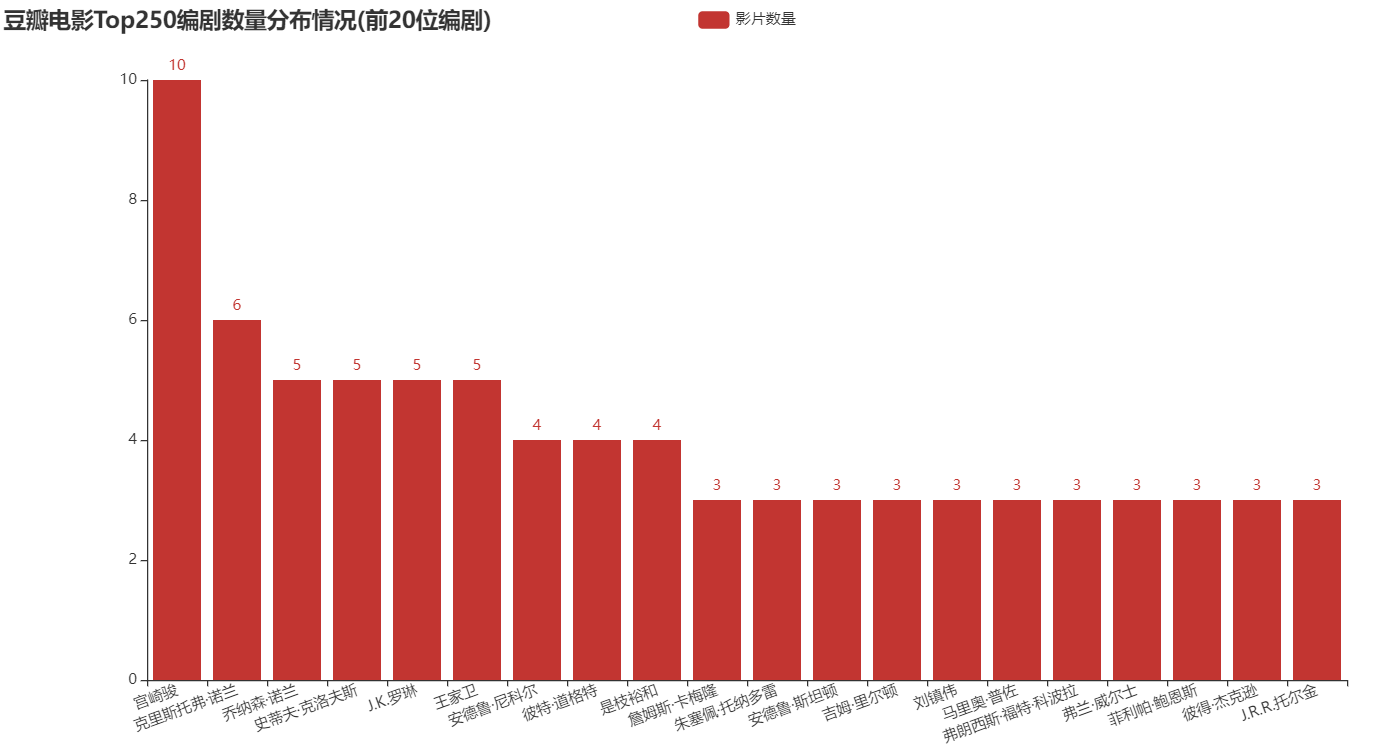 豆瓣电影Top250编剧数量分布情况(前20位编剧)
影片数量
10
8
6
4
2
0
10
6
5
5
5
5
4
4
4
3
3
3
3
3
3
3
3
3
3
3
宫崎骏
克里斯托弗·诺兰
乔纳森·诺兰
史蒂夫·克洛夫斯
J.K.罗琳
王家卫
安德鲁·尼科尔
彼特·道格特
是枝裕和
詹姆斯·卡梅隆
朱塞佩·托纳多雷
安德鲁·斯坦顿
吉姆·里尔顿
刘镇伟
马里奥·普佐
弗朗西斯·福特·科波拉
弗兰·威尔士
菲利帕·鲍恩斯
彼得·杰克逊
J.R.R.托尔金